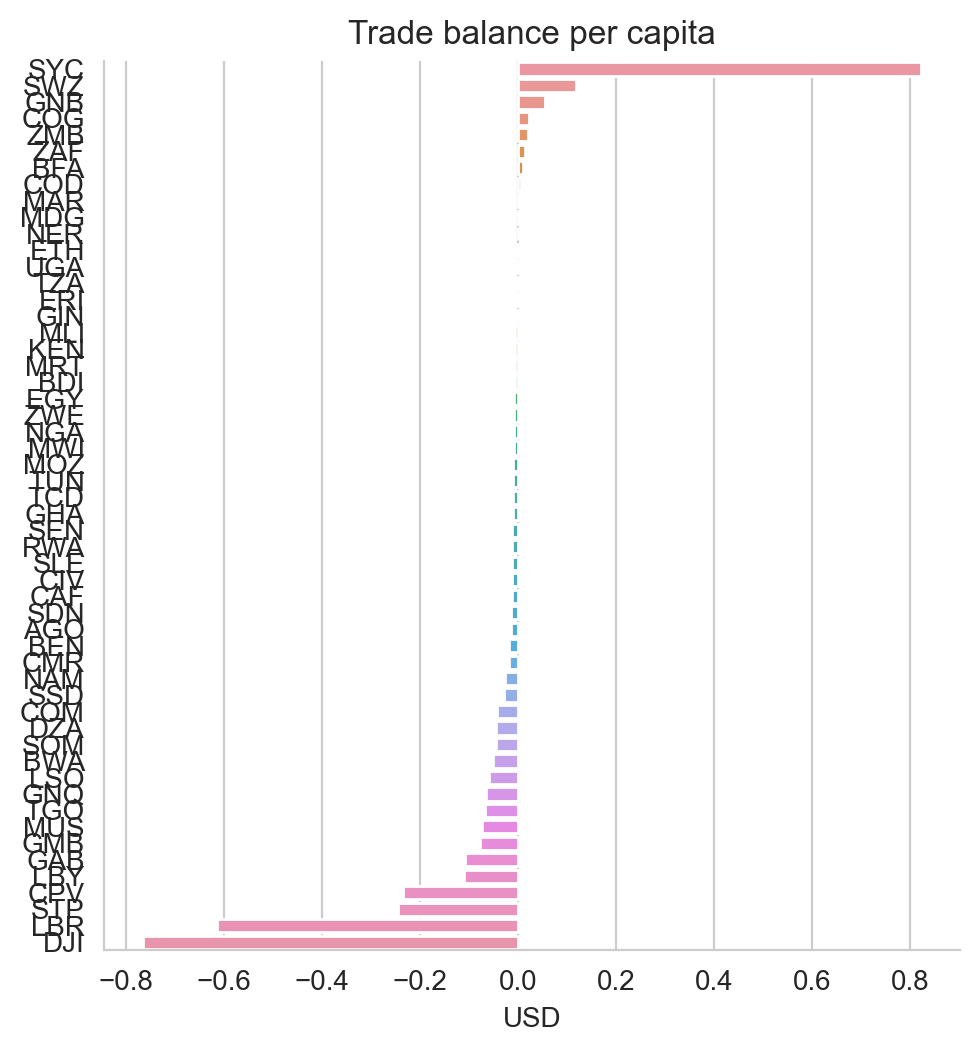 Trade balance per capita
SYC
SWZ
GNB
COG
ZMB
ZAF
BFA
COD
MAR
MDG
NER
ETH
UGA
TZA
ERI
GIN
MLI
KEN
MRT
BDI
EGY
ZWE
NGA
MWI
MOZ
TUN
TCD
GHA
SEN
RWA
SLE
CIV
CAF
SDN
AGO
BEN
CMR
NAM
SSD
COM
DZA
SOM
BWA
LSO
GNQ
TGO
MUS
GMB
GAB
LBY
CPV
STP
LBR
DJI
−0.8 −0.6 −0.4 −0.2 0.0 0.2 0.4 0.6 0.8
USD